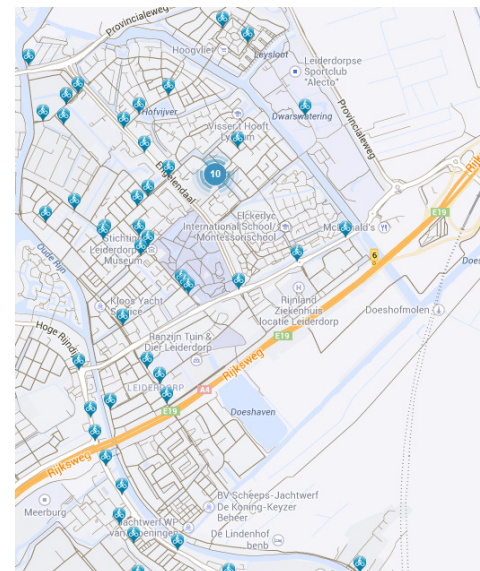 Provincialeweg
Hoogvliet
Leysloot
Leiderdorpse
Sportclub
"Alecto"
Hofvijver
Dwarswatering
Visser 't Hooft
Provincialeweg
Engelendaal
10
Elckerlyc
International School/
Montessorischool
McDonald's
E19
6
Stichting
Leiderdorps
Museum
Oude Rijn
Kloos Yacht
Rijnland
Ziekenhuis
locatie Leiderdorp
Doeshofmolen
Hoge Rijndijk
Ranzijn Tuin &
Dier Leiderdorp
E19
Rijksweg
LEIDERDORP
A4
E19
Doeshaven
Rijksweg
Meerburg
BV Scheeps-Jachtwerf
De Koning-Keyzer
Beheer
Jachtwerf WP
van Groeningen
De Lindenhof
benb